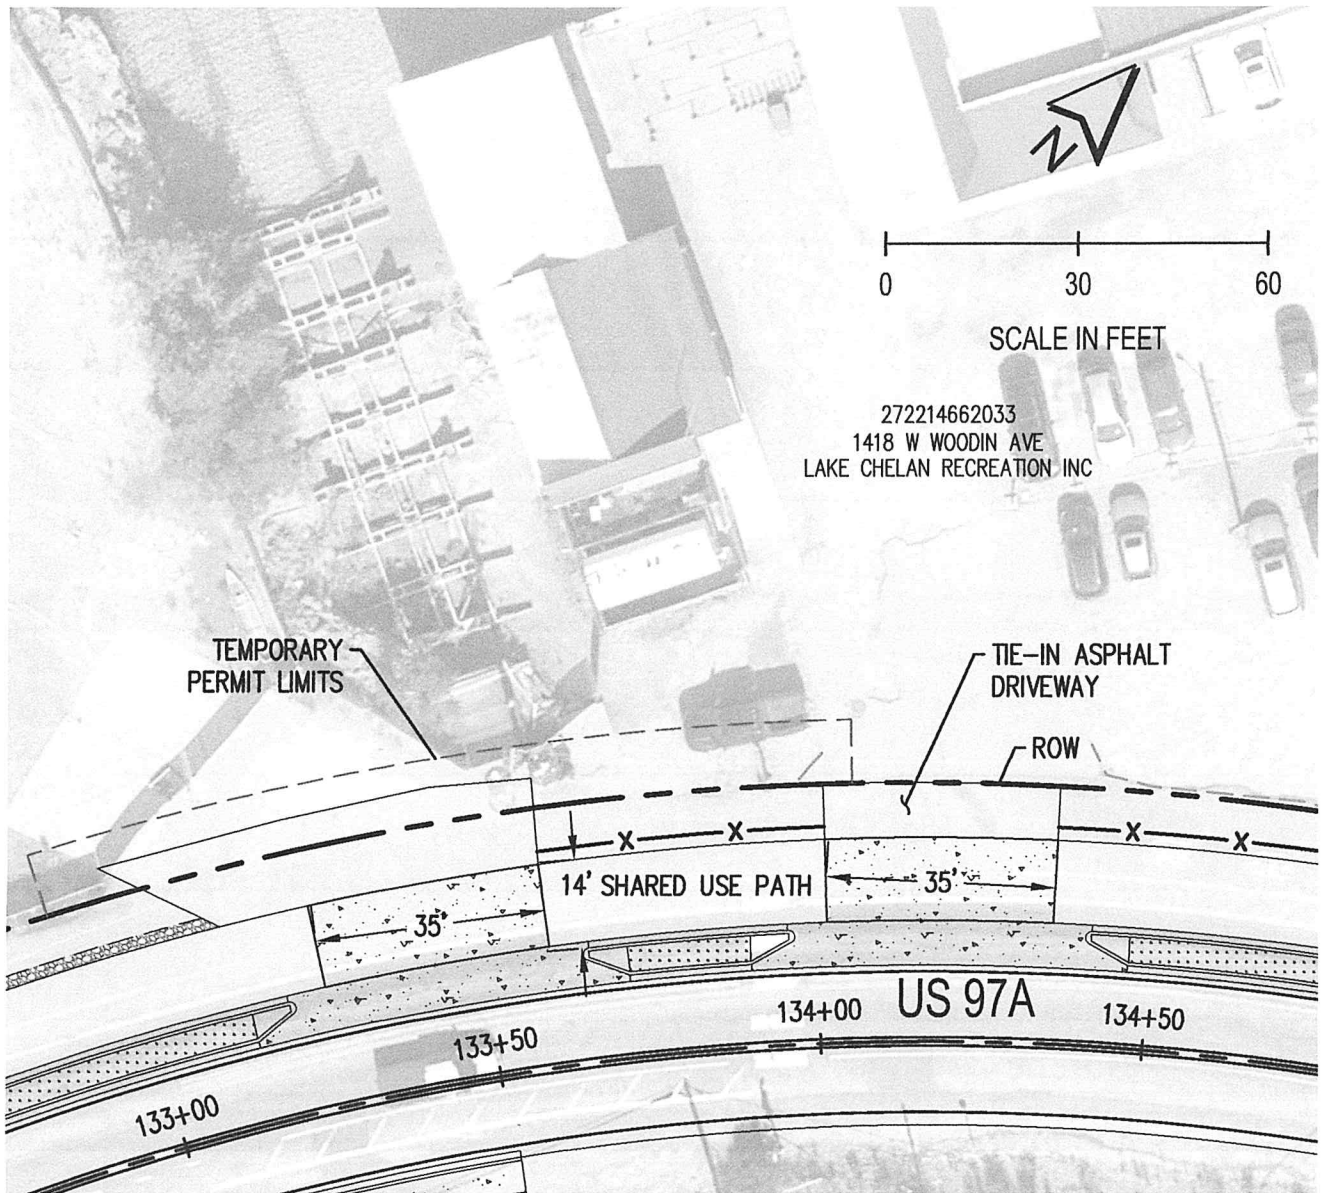 N
0 30 60
SCALE IN FEET
272214662033
1418 W WOODIN AVE
LAKE CHELAN RECREATION INC
TEMPORARY
PERMIT LIMITS
TIE-IN ASPHALT
DRIVEWAY
ROW
X X X X
14' SHARED USE PATH
35'
35'
US 97A
133+00
133+50
134+00
134+50